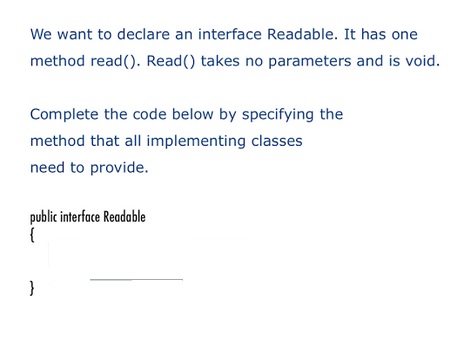 We want to declare an interface Readable. It has one
method read(). Read() takes no parameters and is void.
Complete the code below by specifying the
method that all implementing classes
need to provide.
public interface Readable
{
}